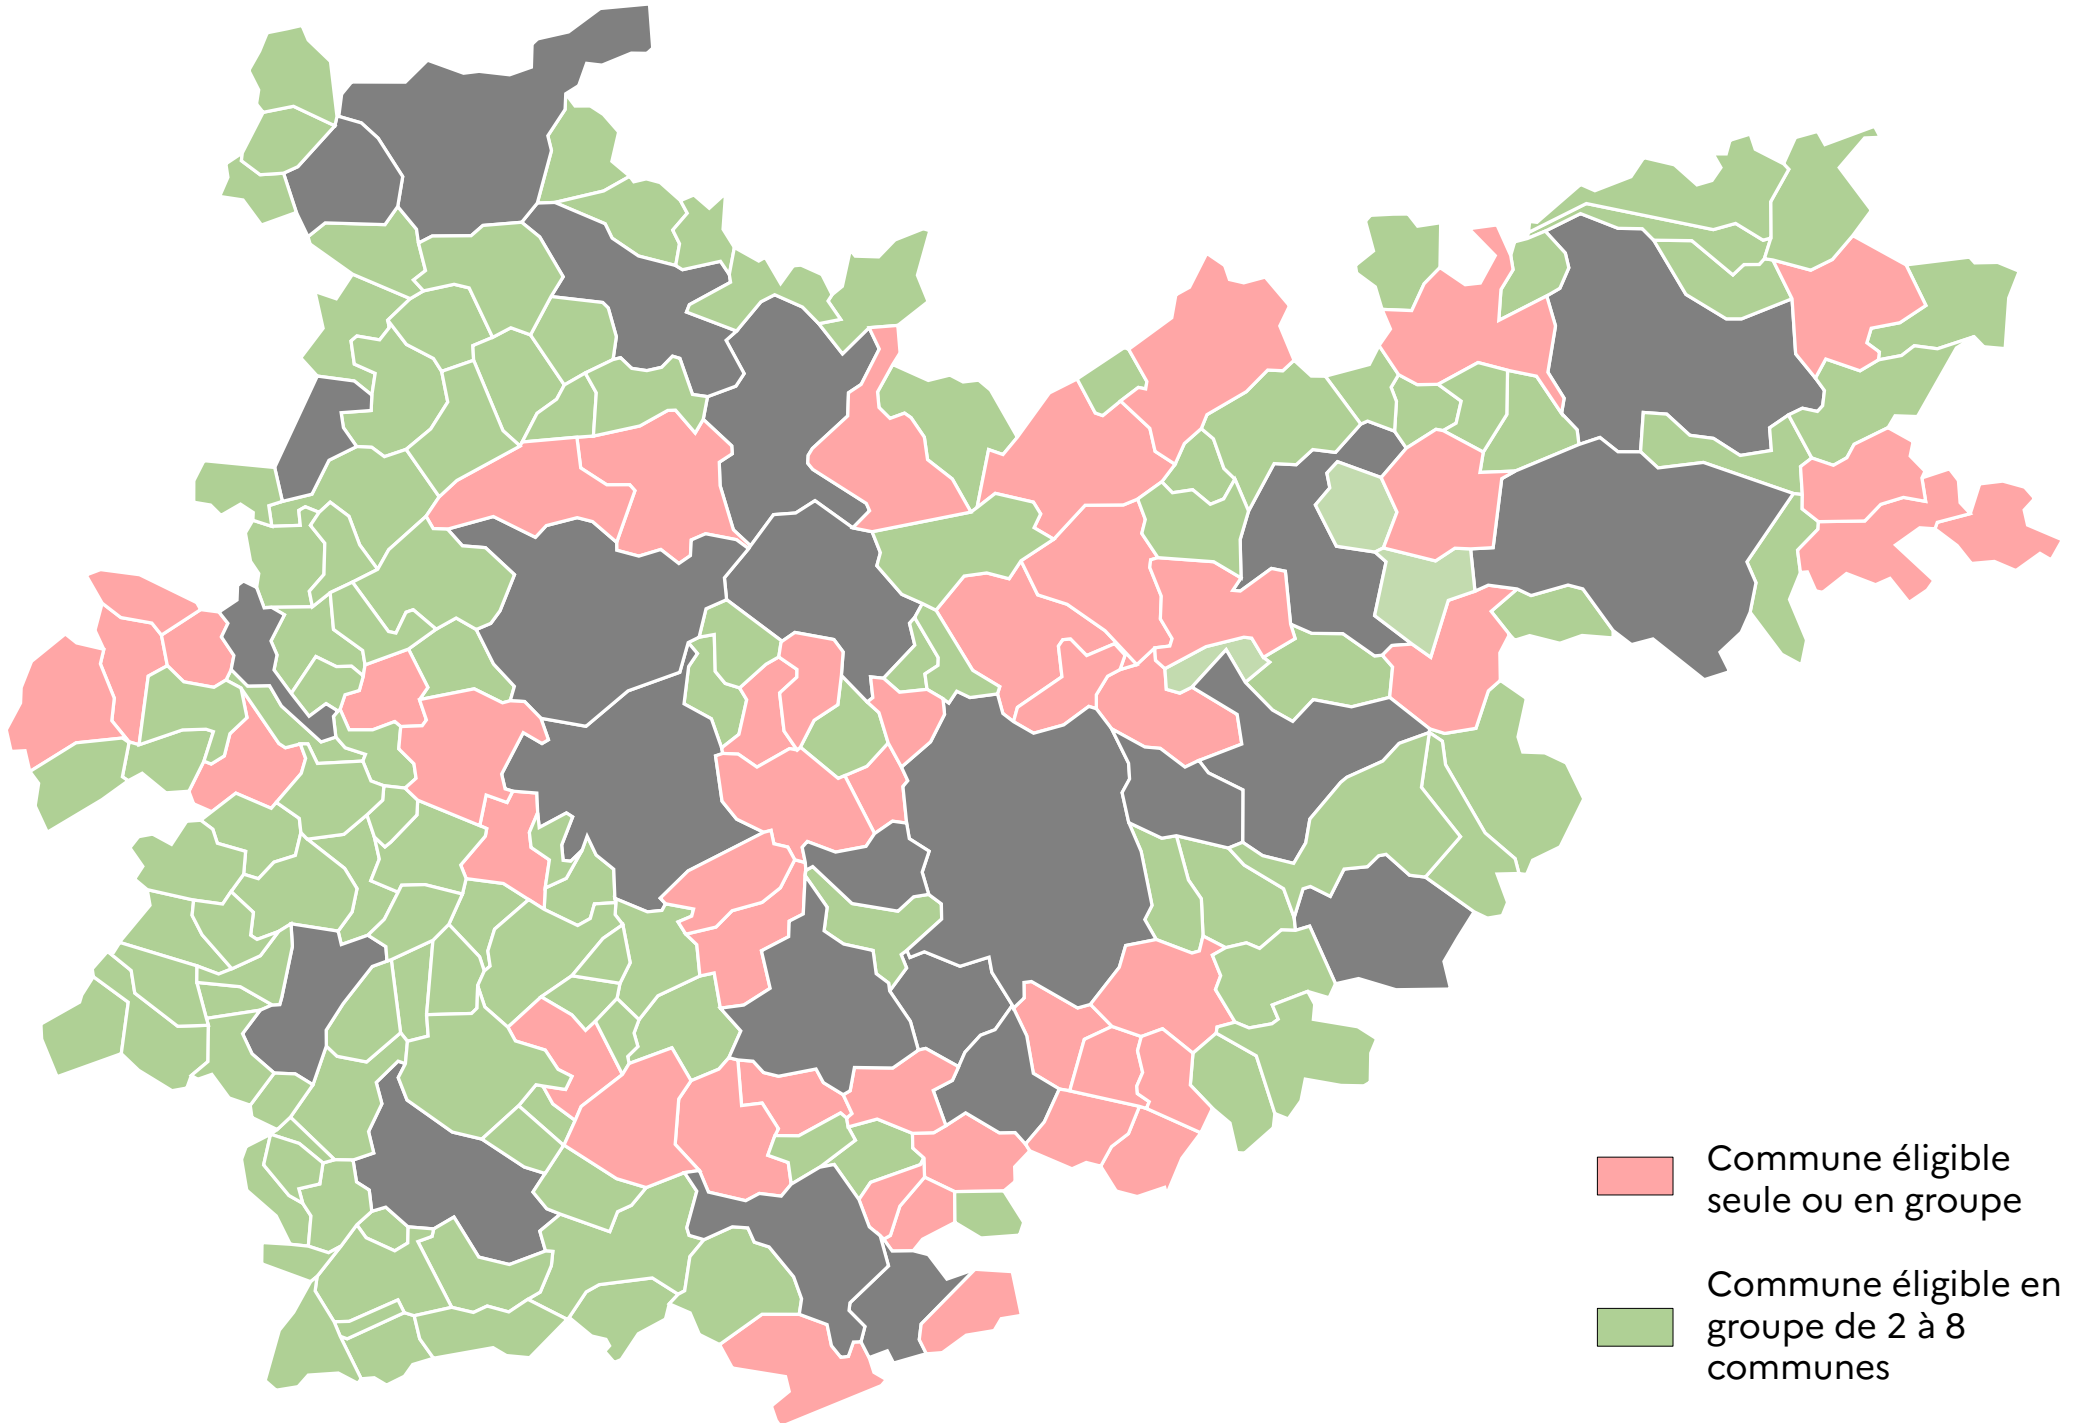 Commune éligible
seule ou en groupe
Commune éligible en
groupe de 2 à 8
communes